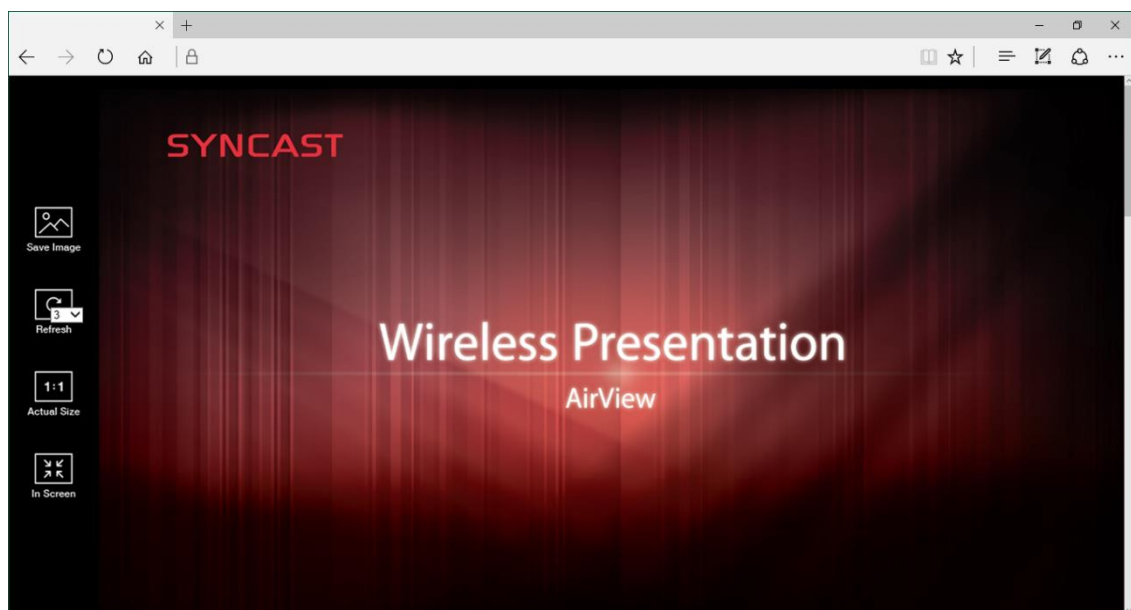 SYNCAST
Save Image
3
Refresh
1:1
Actual Size
In Screen
Wireless Presentation
AirView